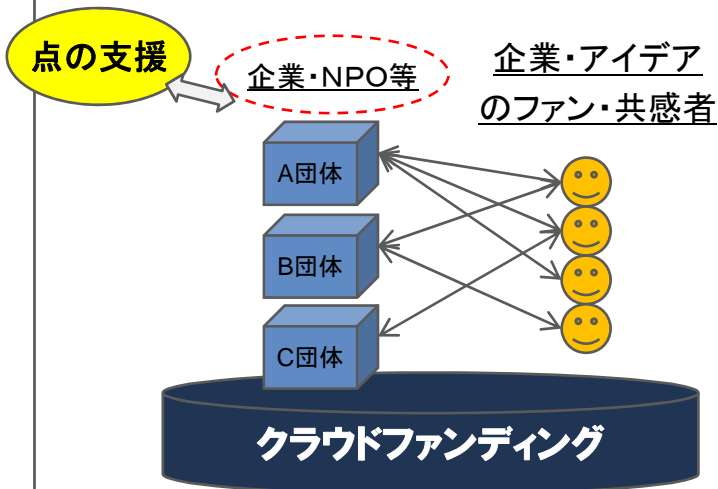 点の支援
企業・NPO等
企業・アイデア
のファン・共感者
A団体
B団体
C団体
クラウドファンディング